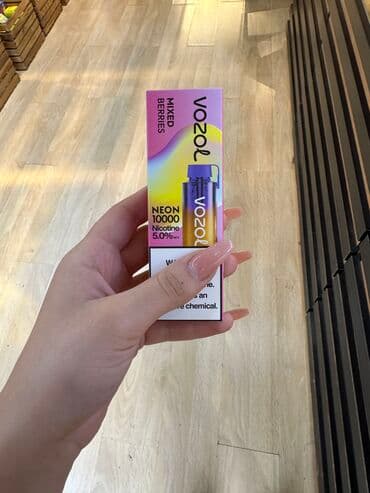 MIXED
BERRIES
VOZOL
NEON
10000
Nicotine
5.0%
VOZOL
an
e chemical.